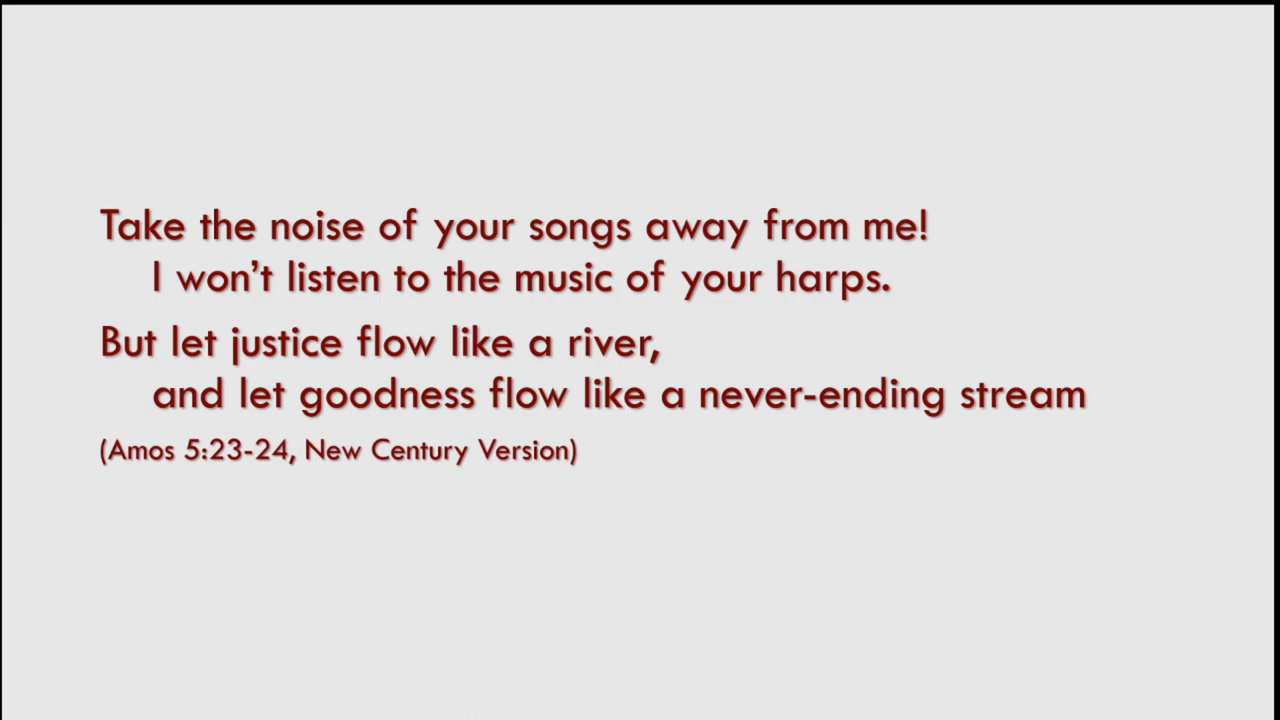 Take the noise of your songs away from me!
I won’t listen to the music of your harps.
But let justice flow like a river,
and let goodness flow like a never-ending stream
(Amos 5:23-24, New Century Version)